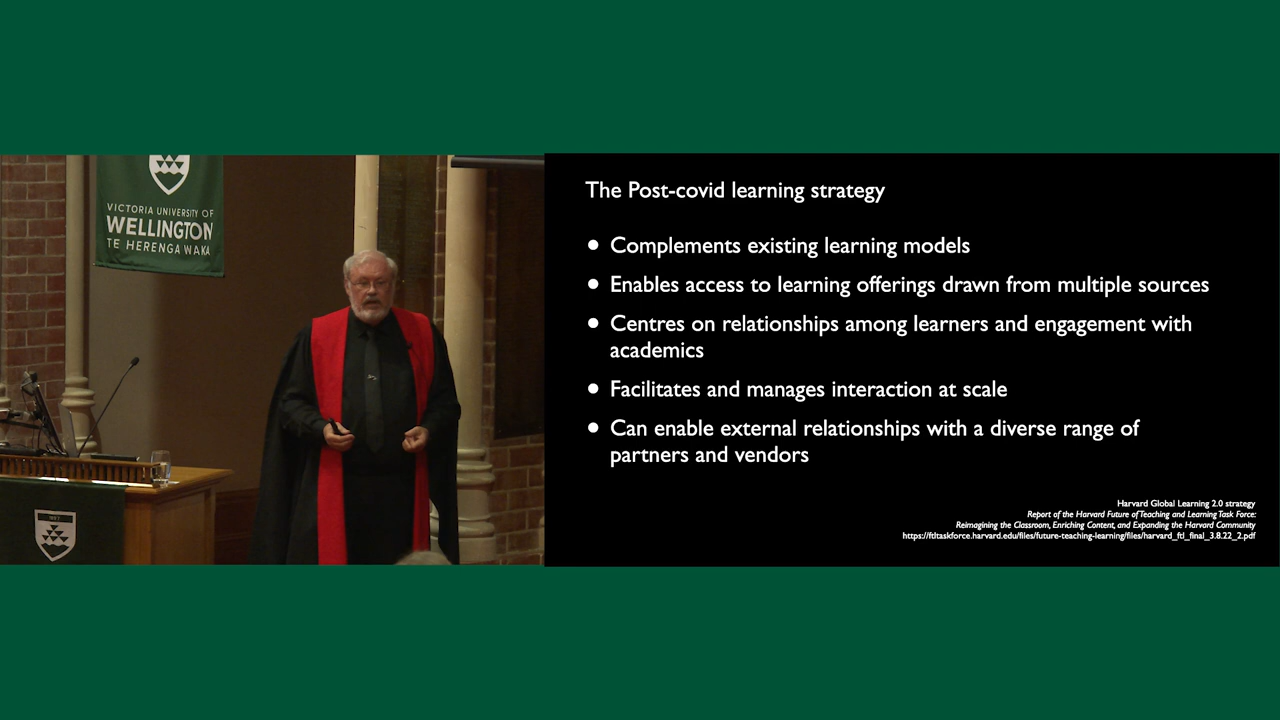 VICTORIA UNIVERSITY OF
WELLINGTON
TE HERENGA WAKA
The Post-covid learning strategy
• Complements existing learning models
• Enables access to learning offerings drawn from multiple sources
• Centres on relationships among learners and engagement with
academics
• Facilitates and manages interaction at scale
• Can enable external relationships with a diverse range of
partners and vendors
Harvard Global Learning 2.0 strategy
Report of the Harvard Future of Teaching and Learning Task Force:
Reimagining the Classroom, Enriching Content, and Expanding the Harvard Community
https://ftltaskforce.harvard.edu/files/future-teaching-learning/files/harvard_ftl_final_3.8.22_2.pdf